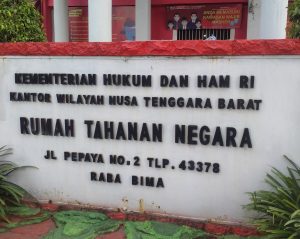 KEMENTERIAN HUKUM DAN HAM RI
KANTOR WILAYAH NUSA TENGGARA BARAT
RUMAH TAHANAN NEGARA
JL PEPAYA NO.2 TLP.43378
RABA BIMA